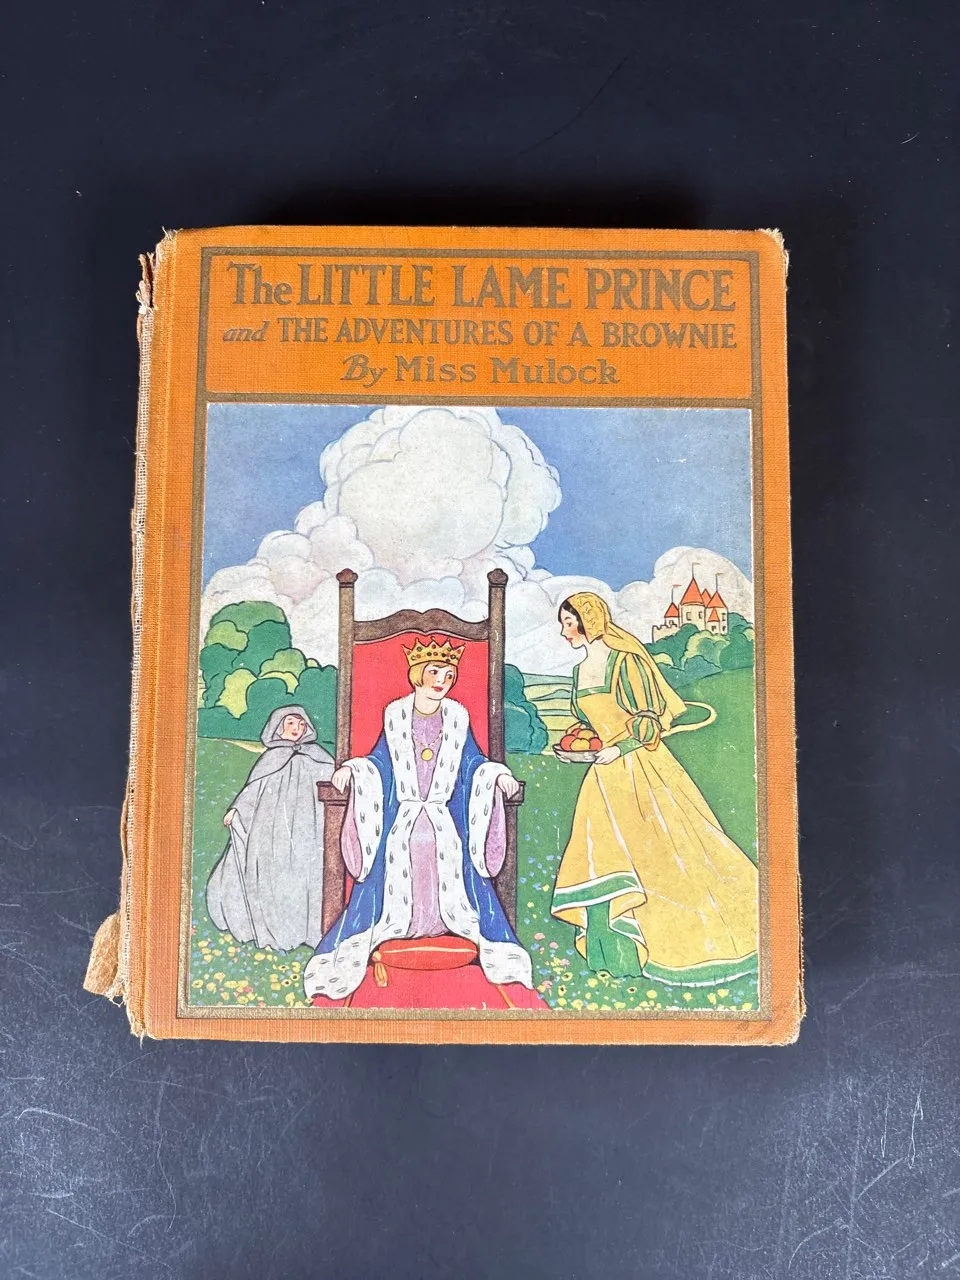 The LITTLE LAME PRINCE
and THE ADVENTURES OF A BROWNIE
By Miss Mulock